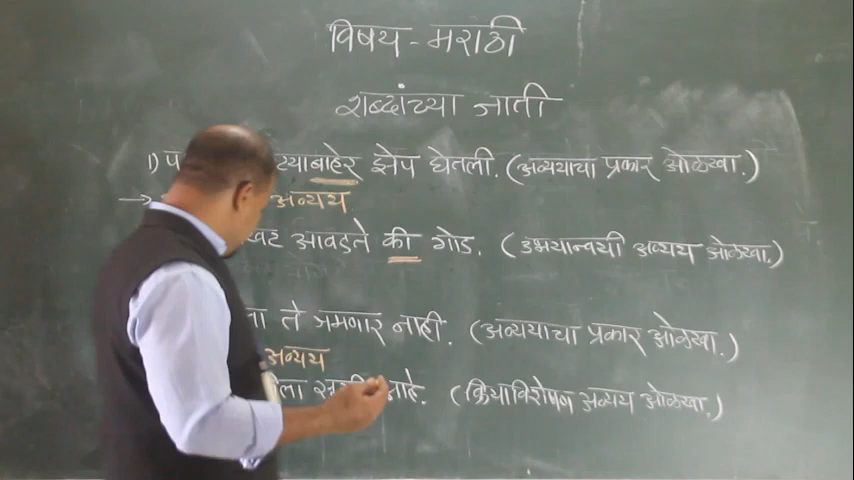 विषय - मराठी
शब्दांच्या जाती
1) प त्याबाहेर झेप घेतली. (अव्ययाचा प्रकार ओळखा.)
→ अव्यय
आवडते की गोड. (उभयान्वयी अव्यय ओळखा.)
ला ते जमणार नाही. (अव्ययाचा प्रकार ओळखा.)
अव्यय
(क्रियाविशेषण अव्यय ओळखा.)